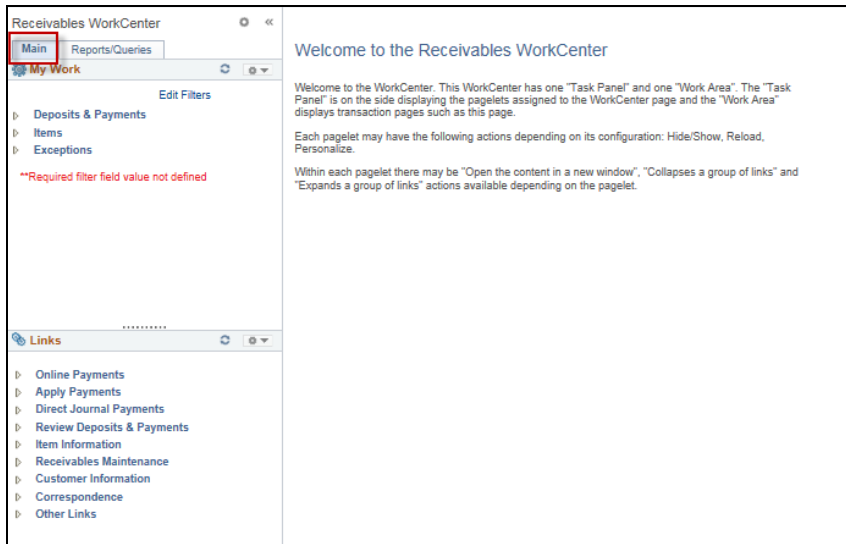 Receivables WorkCenter
Main
Reports/Queries
My Work
Edit Filters
Deposits & Payments
Items
Exceptions
**Required filter field value not defined
Links
Online Payments
Apply Payments
Direct Journal Payments
Review Deposits & Payments
Item Information
Receivables Maintenance
Customer Information
Correspondence
Other Links
Welcome to the Receivables WorkCenter
Welcome to the WorkCenter. This WorkCenter has one "Task Panel" and one "Work Area". The "Task
Panel" is on the side displaying the pagelets assigned to the WorkCenter page and the "Work Area"
displays transaction pages such as this page.
Each pagelet may have the following actions depending on its configuration: Hide/Show, Reload,
Personalize.
Within each pagelet there may be "Open the content in a new window", "Collapses a group of links" and
"Expands a group of links" actions available depending on the pagelet.